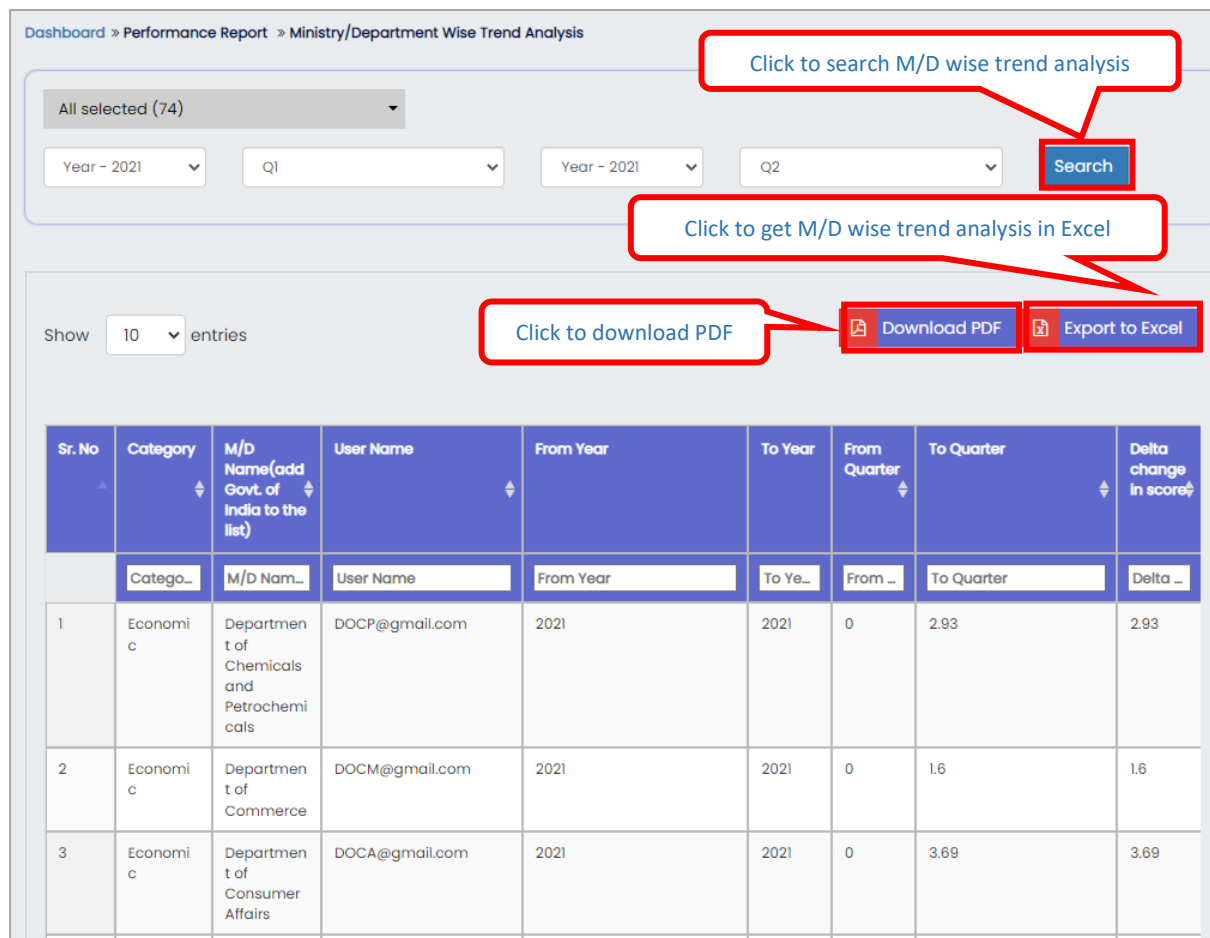 Dashboard » Performance Report » Ministry/Department Wise Trend Analysis
Click to search M/D wise trend analysis
All selected (74)
Year - 2021 Q1 Year - 2021 Q2 Search
Click to get M/D wise trend analysis in Excel
Show 10 entries
Click to download PDF
Download PDF
Export to Excel
Sr. No
Category
M/D
Name(add
Govt. of
India to the
list)
User Name
From Year
To Year
From
Quarter
To Quarter
Delta
change
in score
Catego...
M/D Nam...
User Name
From Year
To Ye...
From ...
To Quarter
Delta ...
1
Economi
c
Departmen
t of
Chemicals
and
Petrochemi
cals
DOCP@gmail.com
2021
2021
0
2.93
2.93
2
Economi
c
Departmen
t of
Commerce
DOCM@gmail.com
2021
2021
0
1.6
1.6
3
Economi
c
Departmen
t of
Consumer
Affairs
DOCA@gmail.com
2021
2021
0
3.69
3.69